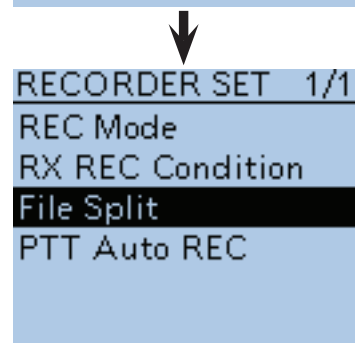 RECORDER SET 1/1
REC Mode
RX REC Condition
File Split
PTT Auto REC